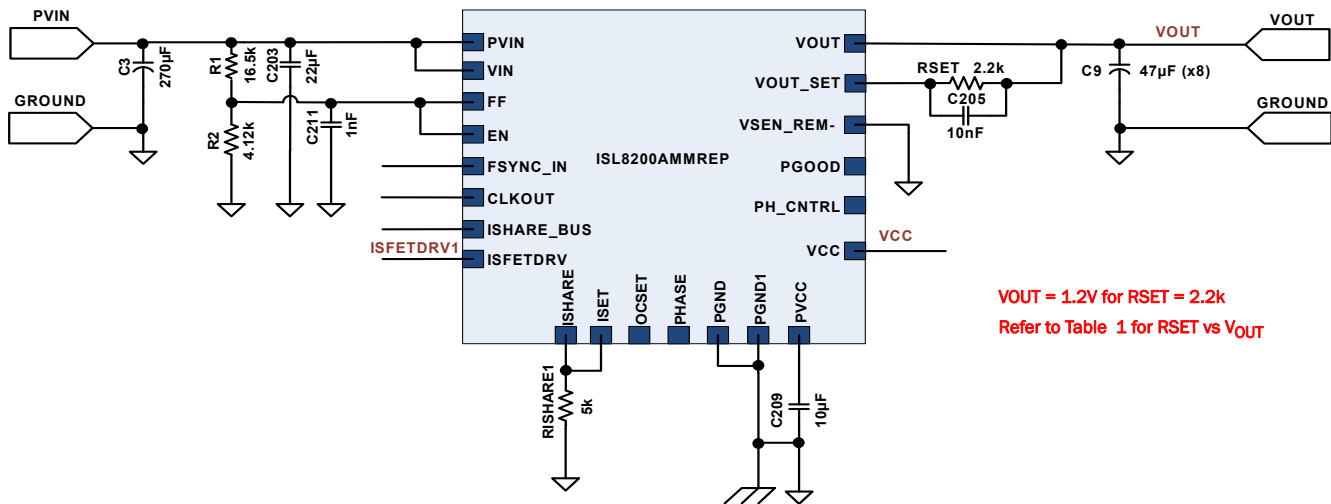 PVIN
GROUND
C3
270µF
R1
16.5k
C203
22µF
R2
4.12k
C211
1nF
PVIN
VIN
FF
EN
FSYNC_IN
CLKOUT
ISHARE_BUS
ISFETDRV1
ISFETDRV
ISL8200AMMREP
VOUT
VOUT_SET
VSEN_REM-
PGOOD
PH_CNTRL
VCC
VCC
RSET 2.2k
C205
10nF
VOUT
C9
47µF (x8)
VOUT
GROUND
ISHARE
ISET
OCSET
PHASE
PGND
PGND1
PVCC
RISHARE1
5k
C209
10µF
VOUT = 1.2V for RSET = 2.2k
Refer to Table 1 for RSET vs VOUT